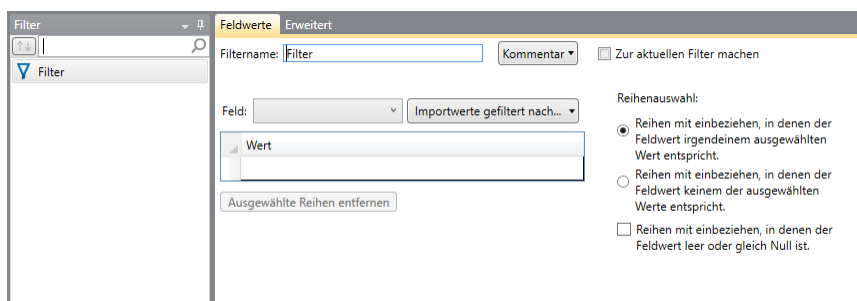 Filter
Feldwerte Erweitert
Filter
Filtername: Filter Kommentar Zur aktuellen Filter machen
Feld: Importwerte gefiltert nach...
Wert
Ausgewählte Reihen entfernen
Reihenauswahl:
Reihen mit einbeziehen, in denen der
Feldwert irgendeinem ausgewählten
Wert entspricht.
Reihen mit einbeziehen, in denen der
Feldwert keinem der ausgewählten
Werte entspricht.
Reihen mit einbeziehen, in denen der
Feldwert leer oder gleich Null ist.